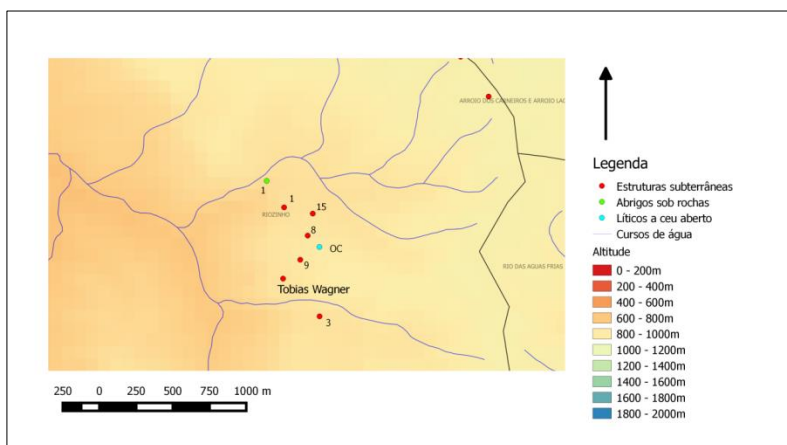 ARROIO DOS CARNEIROS E ARROIO LAG
1
1
RIOZINHO
15
8
OC
9
RIO DAS AGUAS FRIAS
Tobias Wagner
3
250 0 250 500 750 1000 m
Legenda
Estruturas subterrâneas
Abrigos sob rochas
Líticos a ceu aberto
Cursos de água
Altitude
0 - 200m
200 - 400m
400 - 600m
600 - 800m
800 - 1000m
1000 - 1200m
1200 - 1400m
1400 - 1600m
1600 - 1800m
1800 - 2000m